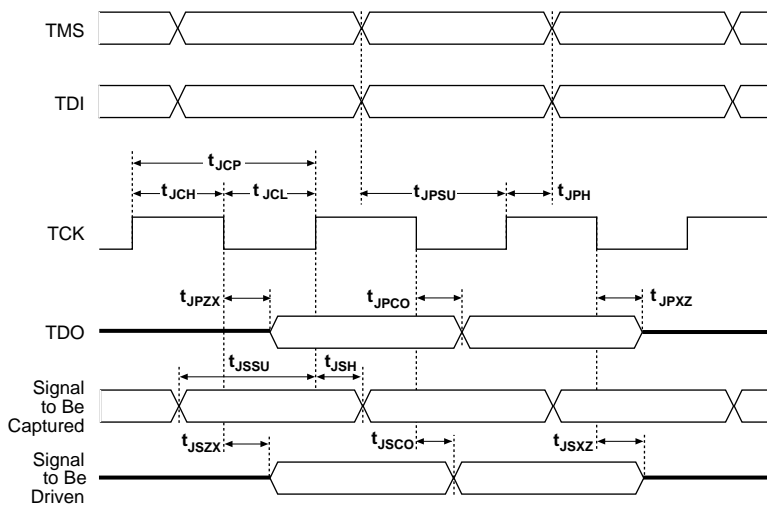 TMS
TDI
tJCP
tJCH
tJCL
tJPSU
tJPH
TCK
tJPZX
tJPCO
tJPXZ
TDO
tJSSU
tJSH
Signal
to Be
Captured
tJSZX
tJSCO
tJSXZ
Signal
to Be
Driven